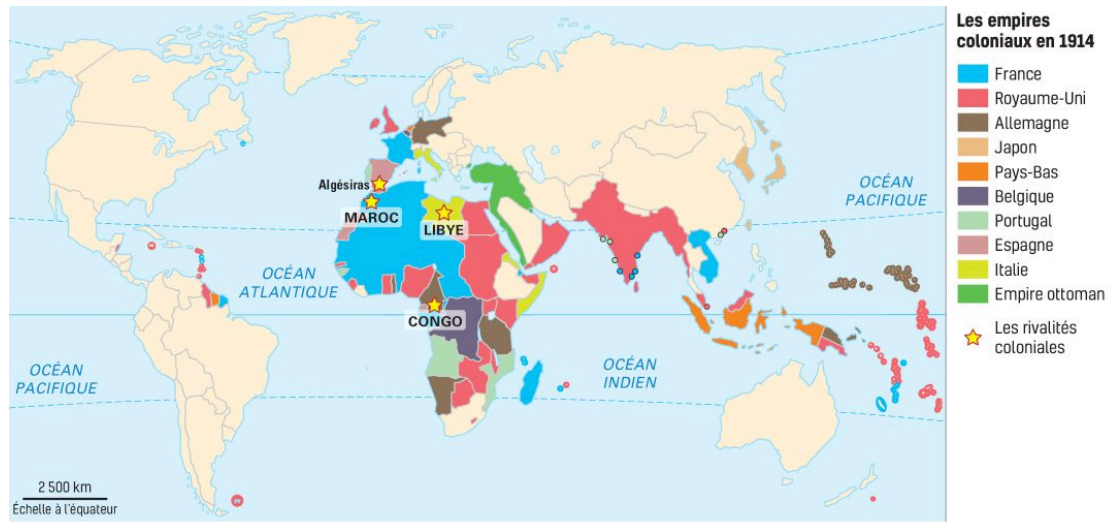 Les empires
coloniaux en 1914
France
Royaume-Uni
Allemagne
Japon
Pays-Bas
Belgique
Portugal
Espagne
Italie
Empire ottoman
Les rivalités
coloniales
Algésiras
MAROC
LIBYE
CONGO
OCÉAN
ATLANTIQUE
OCÉAN
PACIFIQUE
OCÉAN
INDIEN
OCÉAN
PACIFIQUE
2 500 km
Échelle à l'équateur